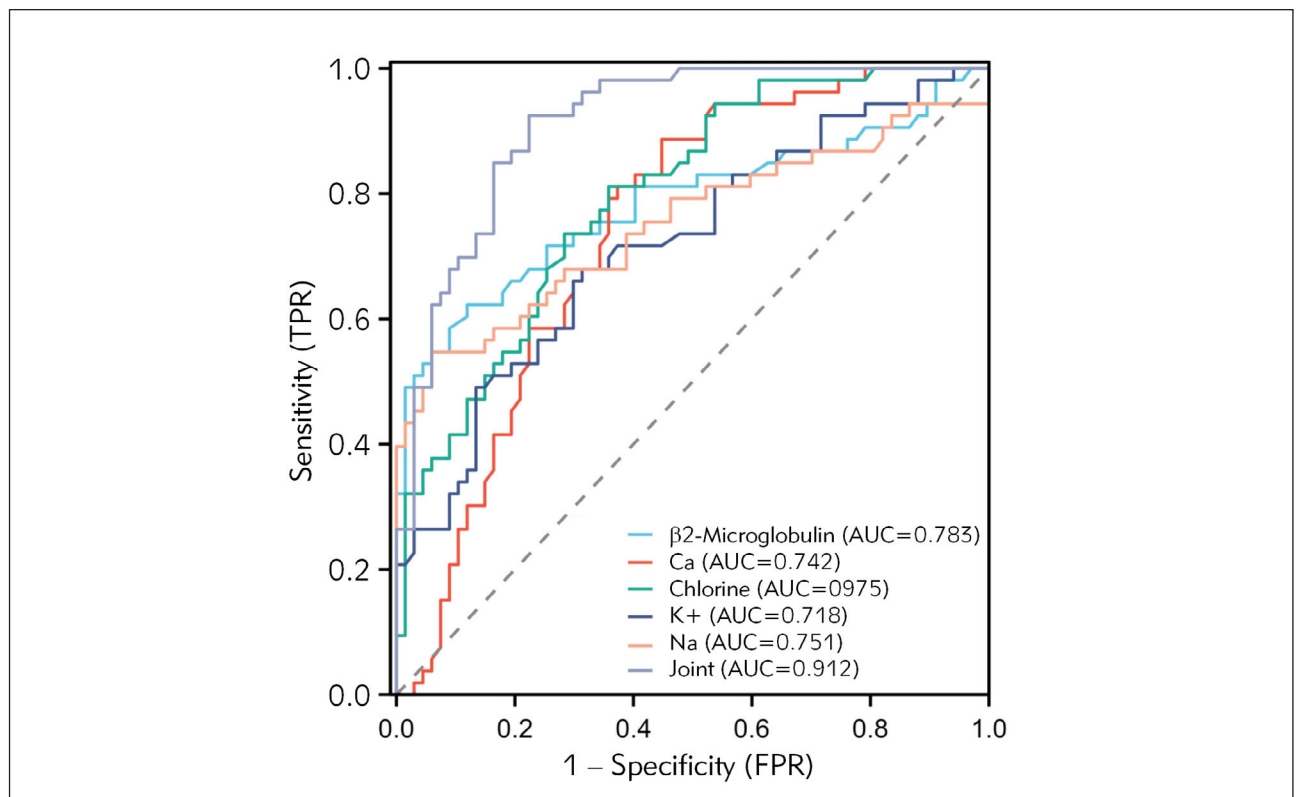 1.0
0.8
0.6
0.4
0.2
0.0
Sensitivity (TPR)
β2-Microglobulin (AUC=0.783)
Ca (AUC=0.742)
Chlorine (AUC=0975)
K+ (AUC=0.718)
Na (AUC=0.751)
Joint (AUC=0.912)
0.0 0.2 0.4 0.6 0.8 1.0
1 – Specificity (FPR)